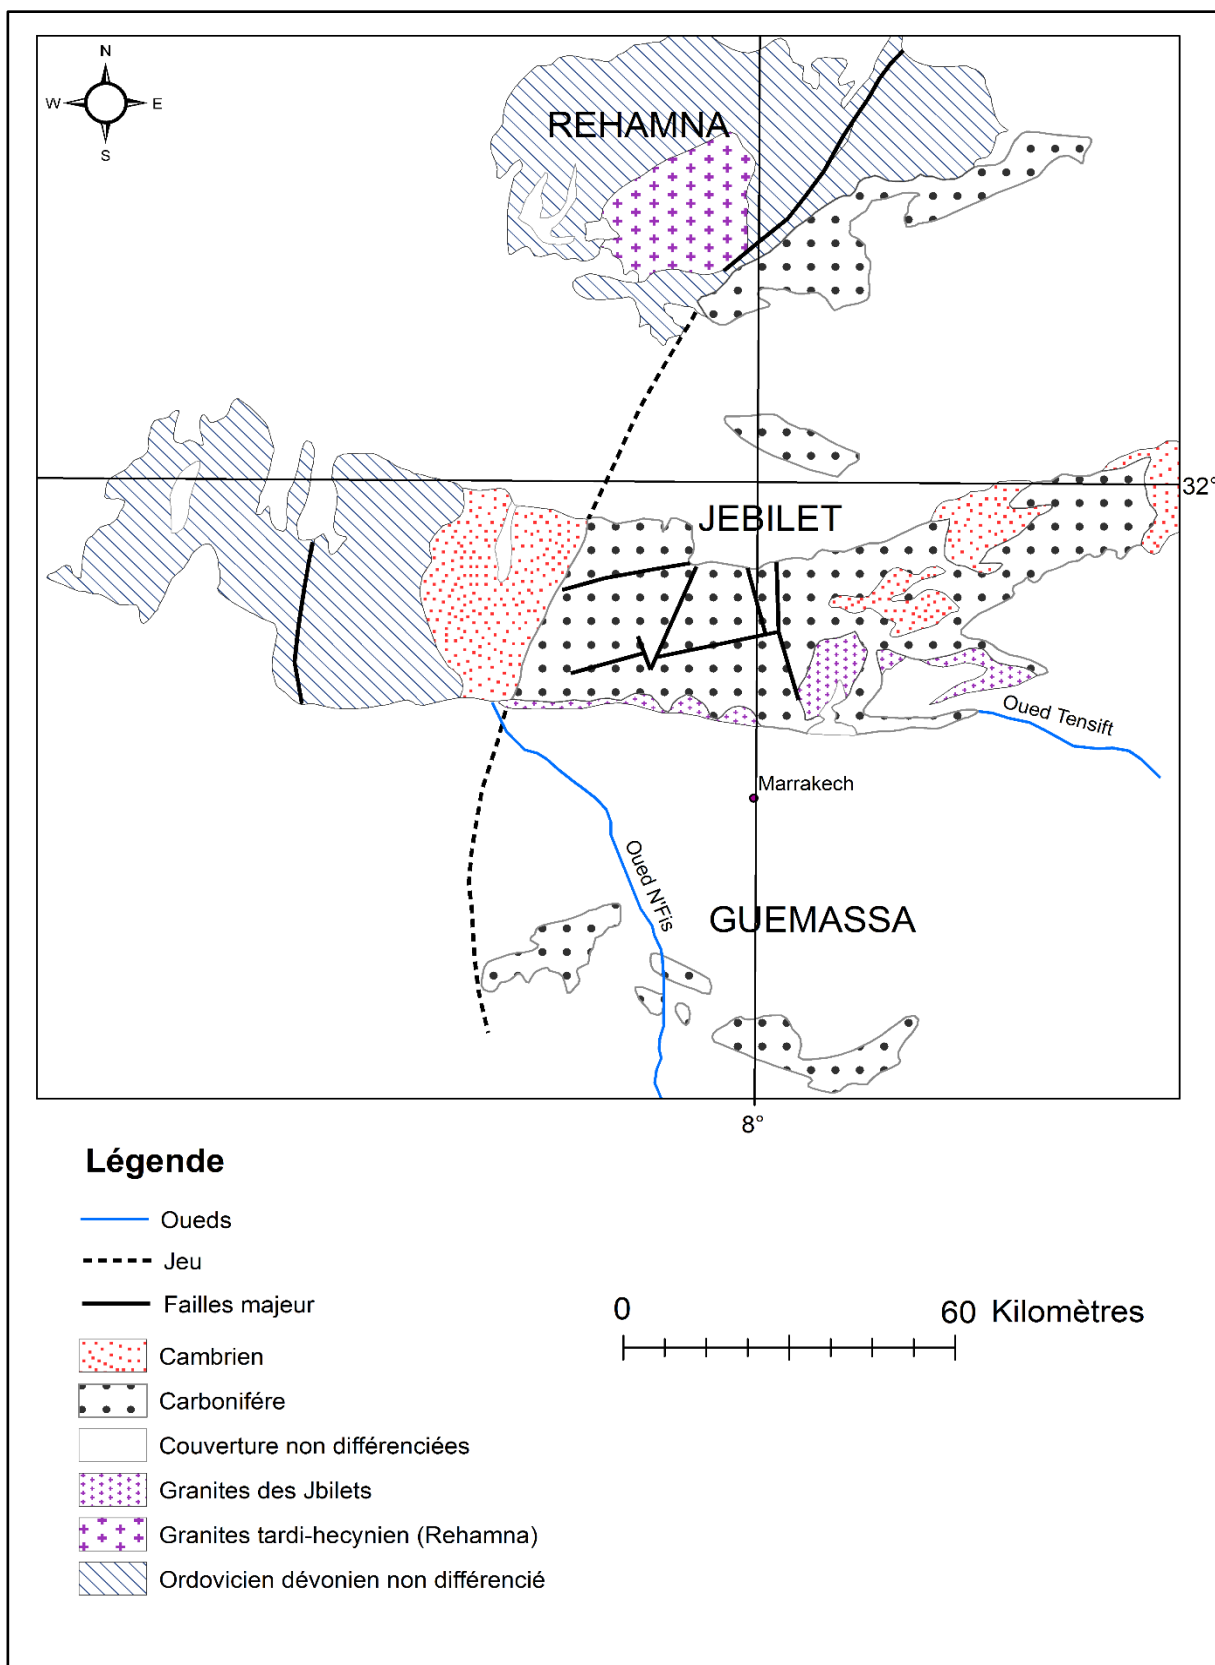 N
W E
S
REHAMNA
32°
JEBILET
Oued Tensift
Marrakech
Oued N'Fis
GUEMASSA
8°
Légende
Oueds
Jeu
Failles majeur
0 60 Kilomètres
Cambrien
Carbonifére
Couverture non différenciées
Granites des Jbilets
Granites tardi-hecynien (Rehamna)
Ordovicien dévonien non différencié